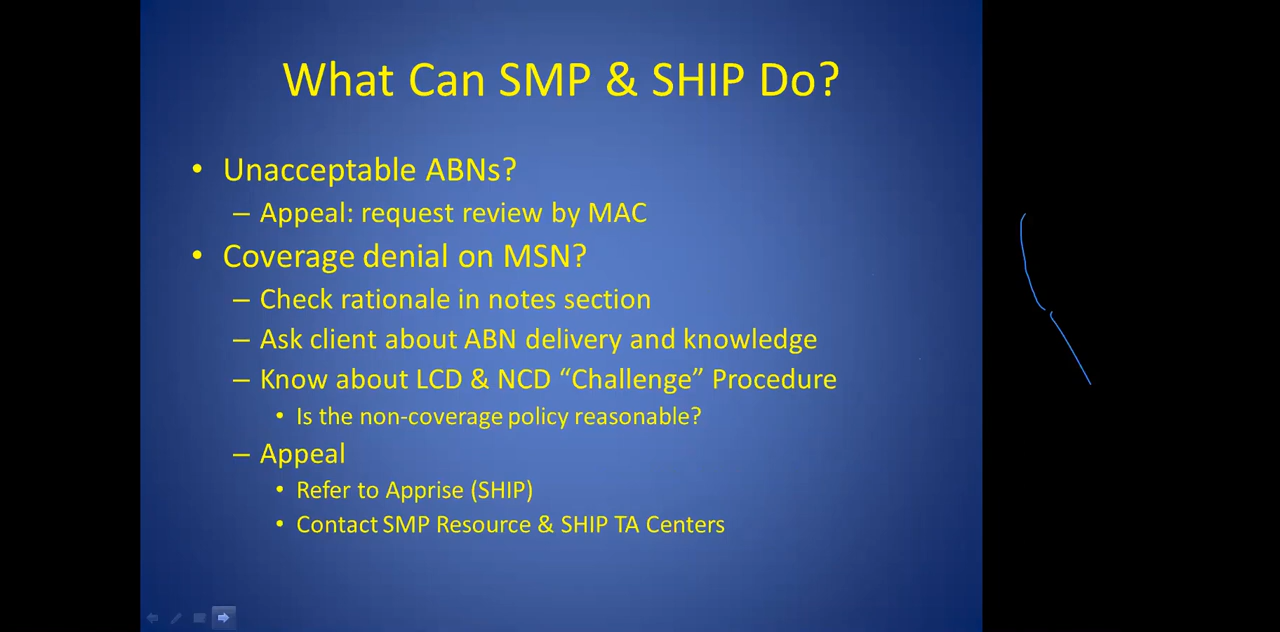 What Can SMP & SHIP Do?
• Unacceptable ABNs?
– Appeal: request review by MAC
• Coverage denial on MSN?
– Check rationale in notes section
– Ask client about ABN delivery and knowledge
– Know about LCD & NCD “Challenge” Procedure
• Is the non-coverage policy reasonable?
– Appeal
• Refer to Apprise (SHIP)
• Contact SMP Resource & SHIP TA Centers